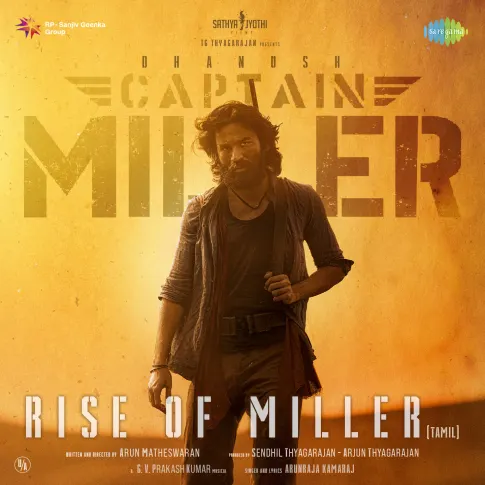 RP - Sanjiv Goenka
Group
SATHYA JYOTHI
FILMS
TG THYAGARAJAN PRESENTS
saregama
DHANUSH
CAPTAIN
MILLER
RISE OF MILLER [TAMIL]
WRITTEN AND DIRECTED BY ARUN MATHESWARAN
PRODUCED BY SENDHIL THYAGARAJAN - ARJUN THYAGARAJAN
A G. V. PRAKASH KUMAR MUSICAL
SINGER AND LYRICS ARUNRAJA KAMARAJ
U/A